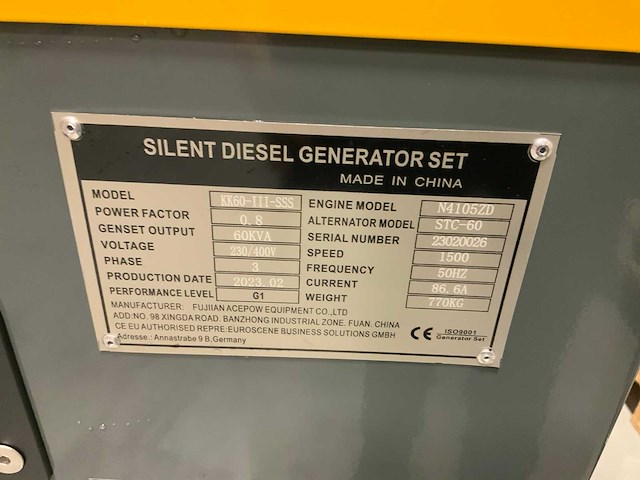 SILENT DIESEL GENERATOR SET
MADE IN CHINA
MODEL KK60-III-SSS
POWER FACTOR 0.8
GENSET OUTPUT 60KVA
VOLTAGE 230/400V
PHASE 3
PRODUCTION DATE 2023.02
PERFORMANCE LEVEL G1
ENGINE MODEL N4105ZD
ALTERNATOR MODEL STC-60
SERIAL NUMBER 23020026
SPEED 1500
FREQUENCY 50HZ
CURRENT 86.6A
WEIGHT 770KG
MANUFACTURER: FUJIAN ACEPOW EQUIPMENT CO.,LTD
ADD:NO.98 XINGDA ROAD. BANZHONG INDUSTRIAL ZONE. FUAN. CHINA
CE EU AUTHORISED REPRE:EUROSCENE BUSINESS SOLUTIONS GMBH
Adresse.: Annastrabe 9 B,Germany
CE ISO9001
Generator Set